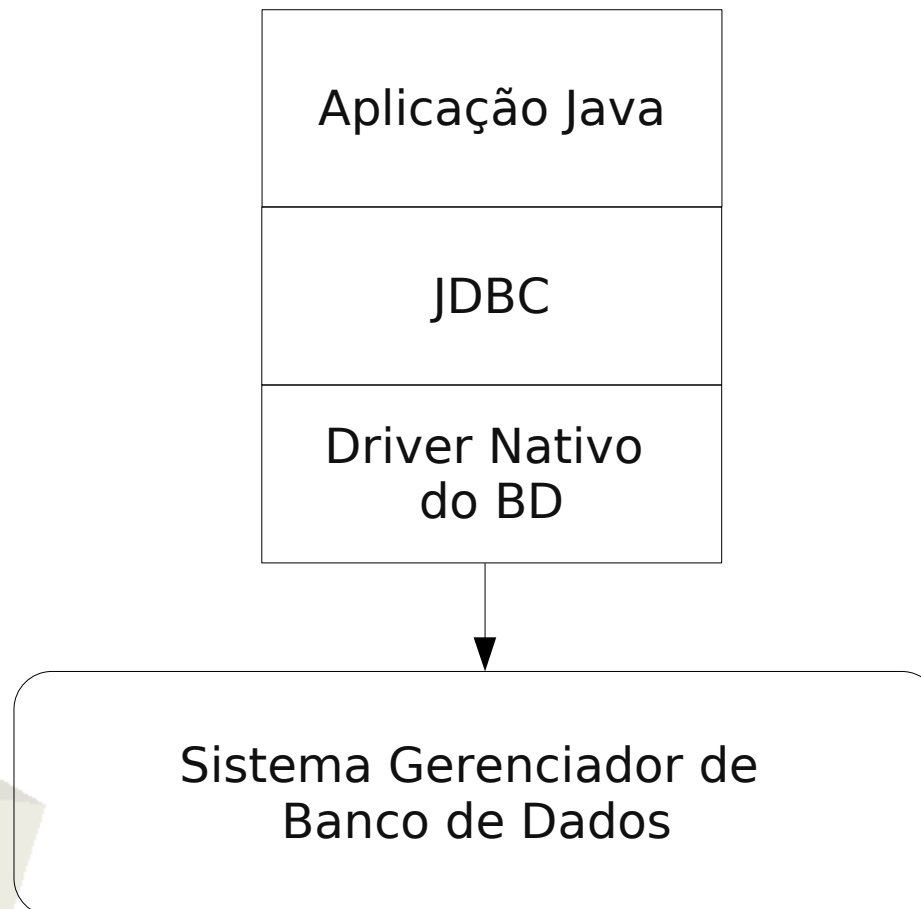 Aplicação Java
JDBC
Driver Nativo
do BD
Sistema Gerenciador de
Banco de Dados